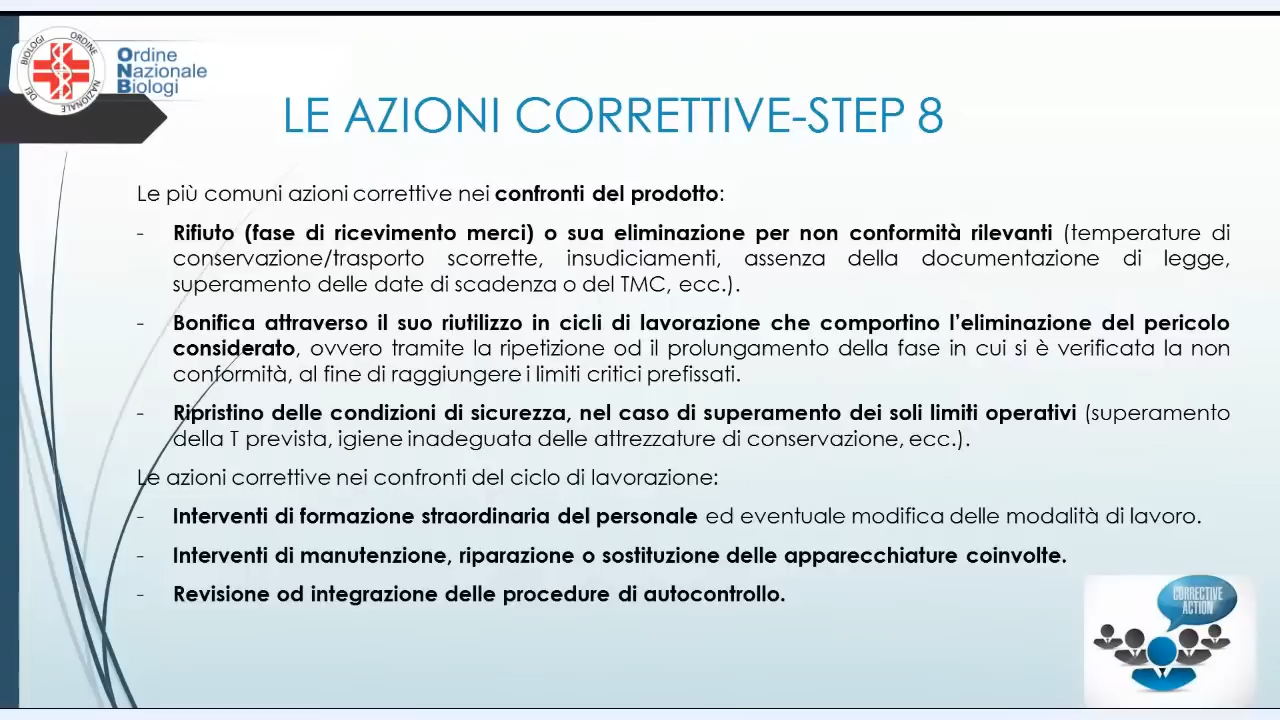 ORDINE NAZIONALE DEI BIOLOGI
Ordine
Nazionale
Biologi
LE AZIONI CORRETTIVE-STEP 8
Le più comuni azioni correttive nei confronti del prodotto:
- Rifiuto (fase di ricevimento merci) o sua eliminazione per non conformità rilevanti (temperature di
conservazione/trasporto scorrette, insudiciamenti, assenza della documentazione di legge,
superamento delle date di scadenza o del TMC, ecc.).
- Bonifica attraverso il suo riutilizzo in cicli di lavorazione che comportino l'eliminazione del pericolo
considerato, ovvero tramite la ripetizione od il prolungamento della fase in cui si è verificata la non
conformità, al fine di raggiungere i limiti critici prefissati.
- Ripristino delle condizioni di sicurezza, nel caso di superamento dei soli limiti operativi (superamento
della T prevista, igiene inadeguata delle attrezzature di conservazione, ecc.).
Le azioni correttive nei confronti del ciclo di lavorazione:
- Interventi di formazione straordinaria del personale ed eventuale modifica delle modalità di lavoro.
- Interventi di manutenzione, riparazione o sostituzione delle apparecchiature coinvolte.
- Revisione od integrazione delle procedure di autocontrollo.
CORRECTIVE
ACTION